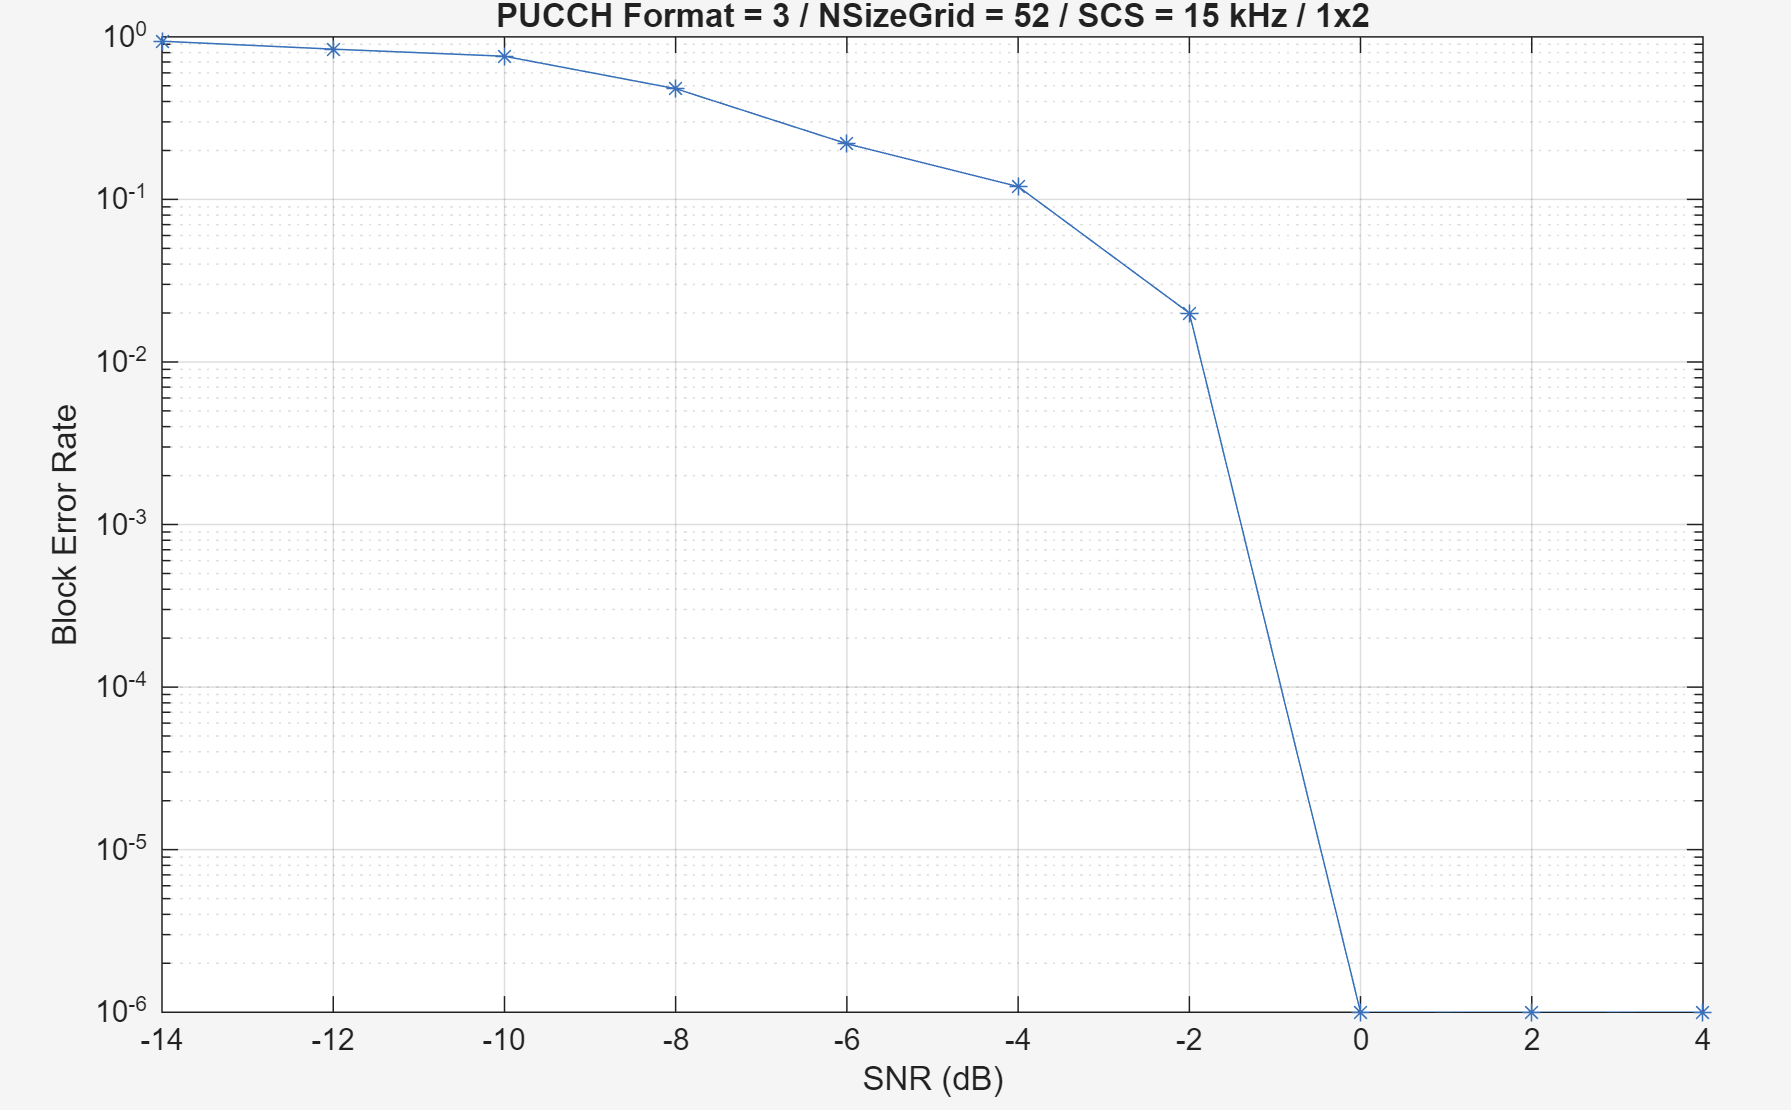 PUCCH Format = 3 / NSizeGrid = 52 / SCS = 15 kHz / 1x2
10^0
10^-1
10^-2
10^-3
10^-4
10^-5
10^-6
Block Error Rate
-14 -12 -10 -8 -6 -4 -2 0 2 4
SNR (dB)